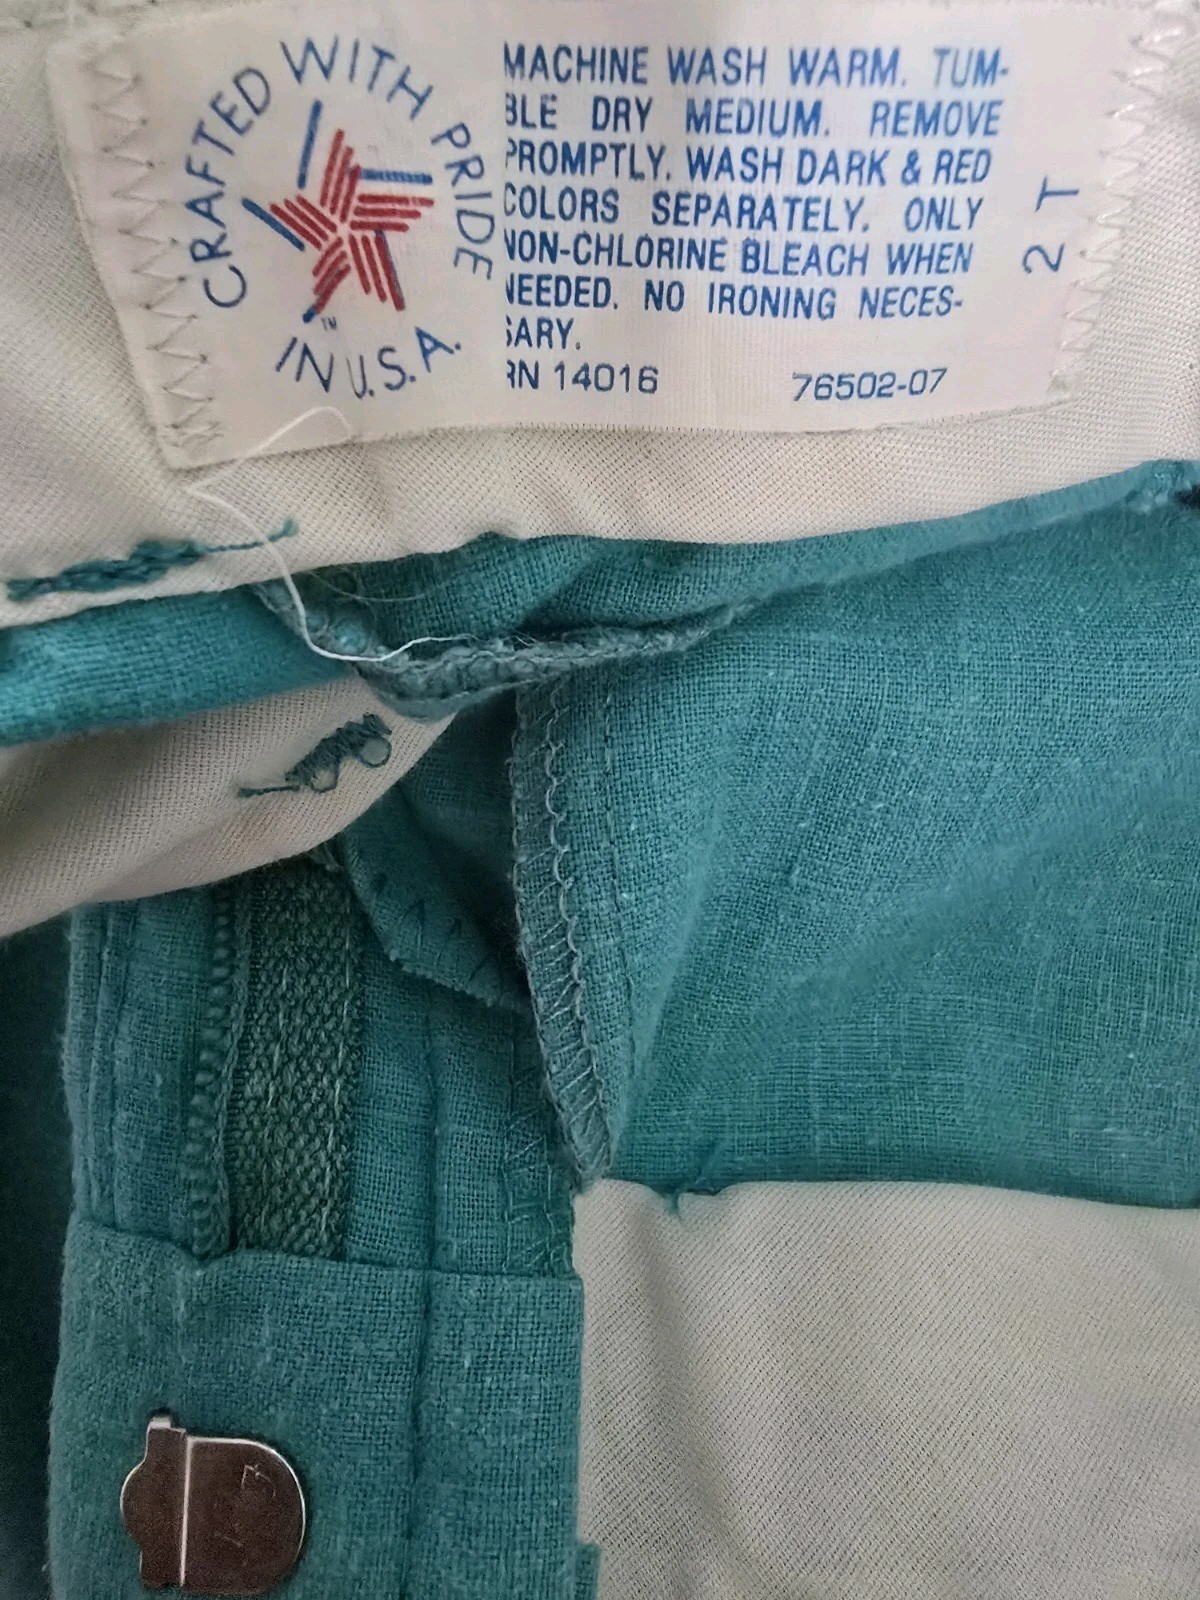 CRAFTED WITH PRIDE
IN U.S.A.
TM
MACHINE WASH WARM. TUM-
BLE DRY MEDIUM. REMOVE
PROMPTLY. WASH DARK & RED
COLORS SEPARATELY. ONLY
NON-CHLORINE BLEACH WHEN
NEEDED. NO IRONING NECES-
SARY.
RN 14016 76502-07
2T